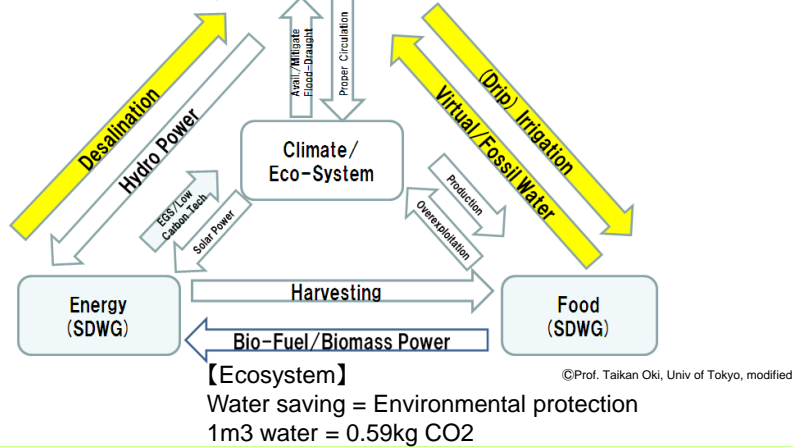 Avail./Mitigate
Flood-Draught
Proper Circulation
Desalination
Hydro Power
(Drip) Irrigation
Virtual/Fossil Water
Climate/
Eco-System
EGS/Low
Carbon Tech
Solar Power
Production
Overexploitation
Energy
(SDWG)
Harvesting
Food
(SDWG)
Bio-Fuel/Biomass Power
【Ecosystem】
©Prof. Taikan Oki, Univ of Tokyo, modified
Water saving = Environmental protection
1m3 water = 0.59kg CO2